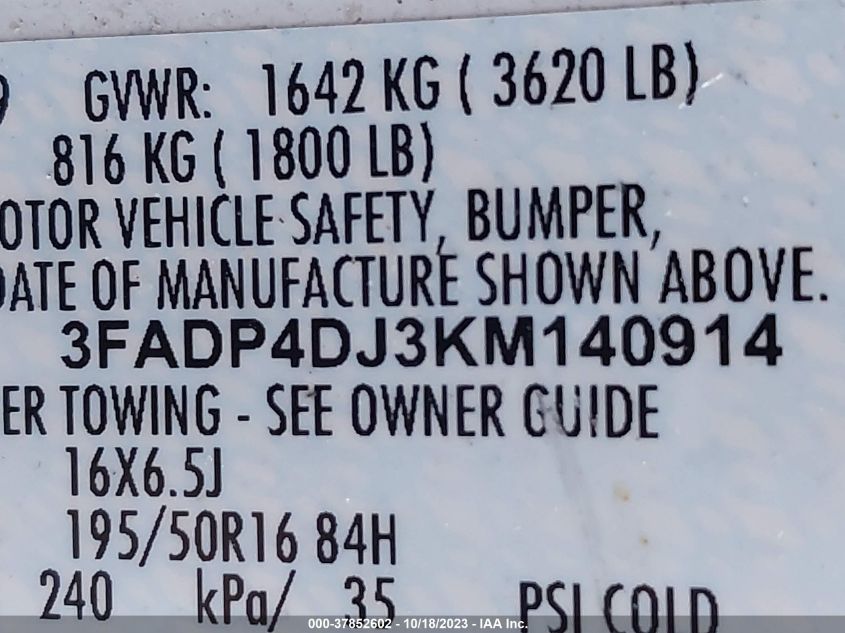 GVWR: 1642 KG ( 3620 LB)
816 KG ( 1800 LB)
OTOR VEHICLE SAFETY, BUMPER,
DATE OF MANUFACTURE SHOWN ABOVE.
3FADP4DJ3KM140914
ER TOWING - SEE OWNER GUIDE
16X6.5J
195/50R16 84H
240 kPa/ 35 PSI COLD
000-37852602 - 10/18/2023 - IAA Inc.